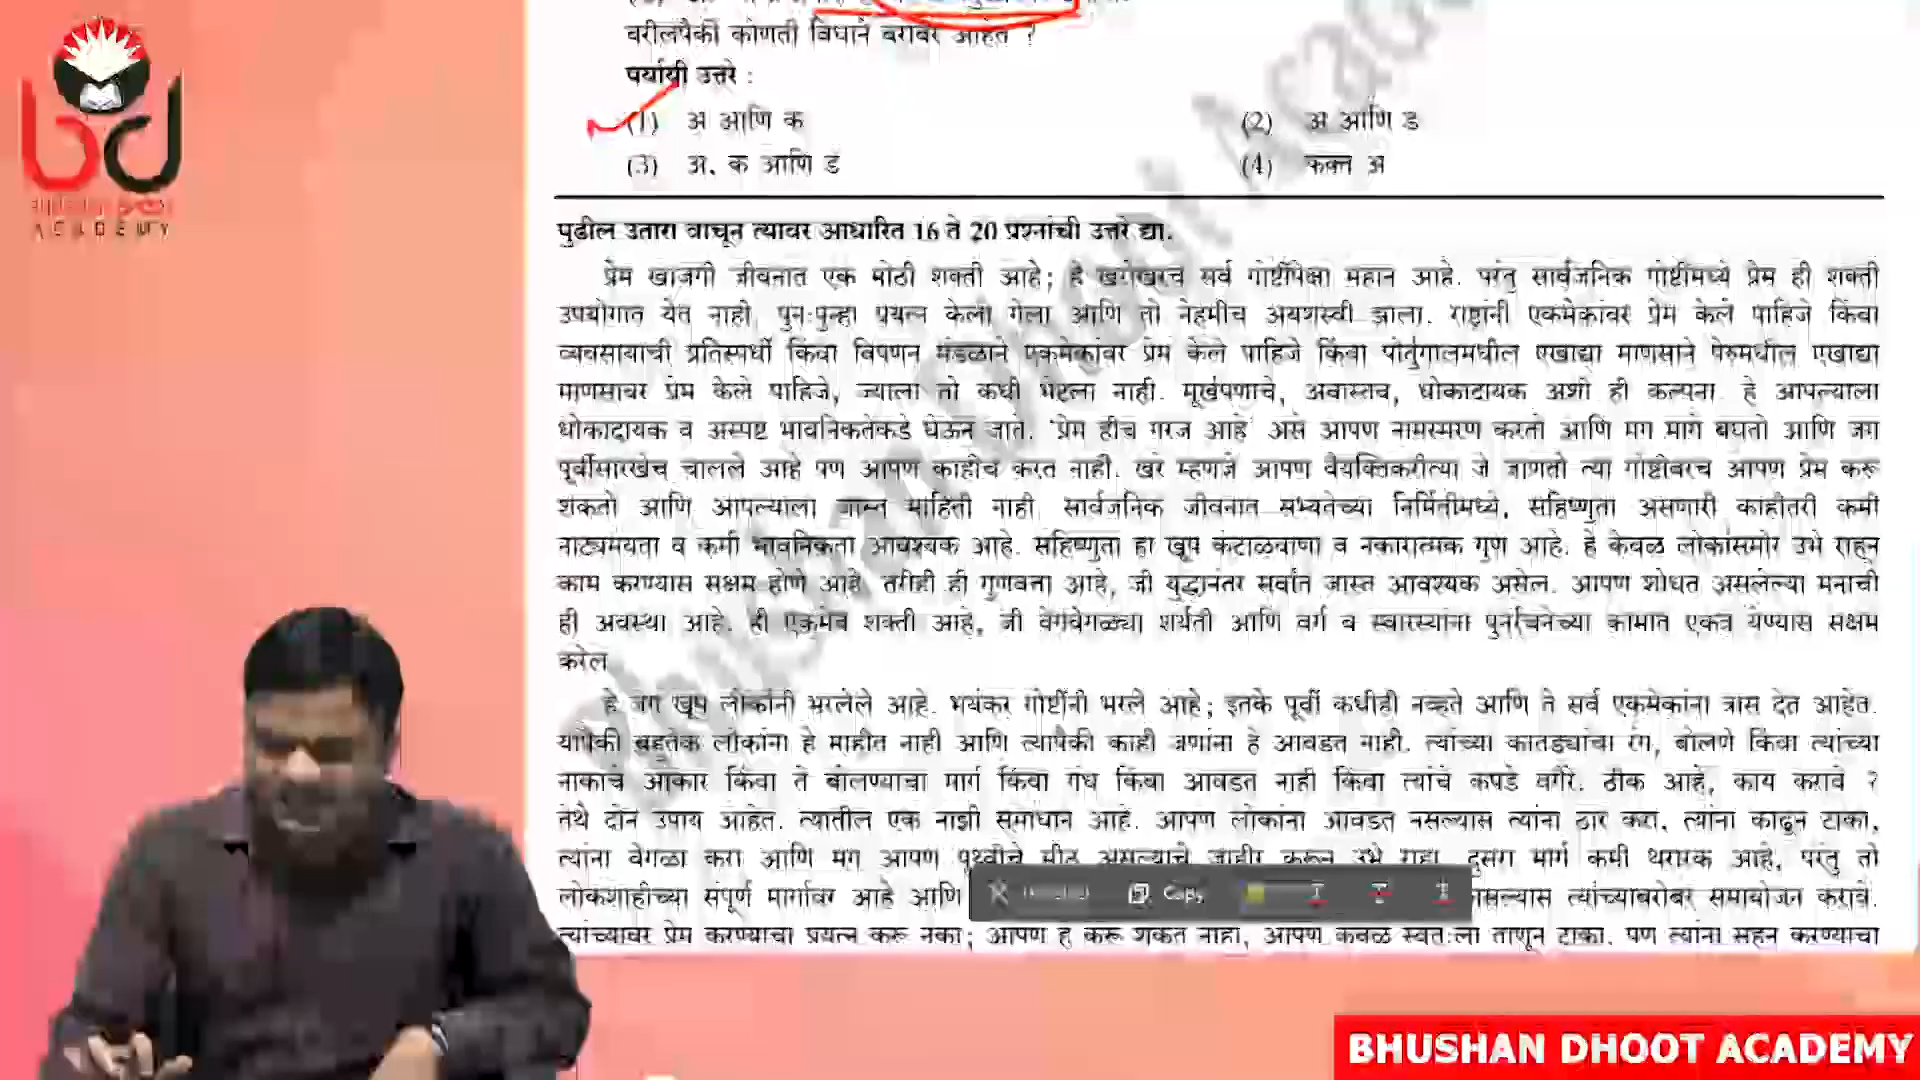 वरीलपैकी कोणती विधाने बरोबर आहेत ?
पर्यायी उत्तरे :
(1) अ आणि क
(2) अ आणि ड
(3) अ, क आणि ड
(4) फक्त अ
पुढील उतारा वाचून त्यावर आधारित 16 ते 20 प्रश्नांची उत्तरे द्या.
प्रेम खाजगी जीवनात एक मोठी शक्ती आहे; हे खरोखरच सर्व गोष्टींपेक्षा महान आहे. परंतु सार्वजनिक गोष्टींमध्ये प्रेम ही शक्ती
उपयोगात येत नाही. पुन:पुन्हा प्रयत्न केला गेला आणि तो नेहमीच अयशस्वी झाला. राष्ट्रांनी एकमेकांवर प्रेम केले पाहिजे किंवा
व्यवसायाची प्रतिस्पर्धी किंवा विपणन मंडळाने एकमेकांवर प्रेम केले पाहिजे किंवा पोर्तुगालमधील एखाद्या माणसाने पेरुमधील एखाद्या
माणसावर प्रेम केले पाहिजे, ज्याला तो कधी भेटला नाही. मूर्खपणाचे, अवास्तव, धोकादायक अशी ही कल्पना. हे आपल्याला
धोकादायक व अस्पष्ट भावनिकतेकडे घेऊन जाते. 'प्रेम हीच गरज आहे' असे आपण नामस्मरण करतो आणि मग मागे बघतो आणि जग
पूर्वीसारखेच चालले आहे पण आपण काहीच करत नाही. खरं म्हणजे आपण वैयक्तिकरीत्या जे जाणतो त्या गोष्टींवरच आपण प्रेम करू
शकतो आणि आपल्याला जास्त माहिती नाही. सार्वजनिक जीवनात सभ्यतेच्या निर्मितीमध्ये, सहिष्णुता असणारी काहीतरी कमी
नाट्यमयता व कमी भावनिकता आवश्यक आहे. सहिष्णुता हा खूप कंटाळवाणा व नकारात्मक गुण आहे. हे केवळ लोकांसमोर उभे राहून
काम करण्यास सक्षम होणे आहे. तरीही ही गुणवत्ता आहे, जी युद्धानंतर सर्वांत जास्त आवश्यक असेल. आपण शोधत असलेल्या मनाची
ही अवस्था आहे. ही एकमेव शक्ती आहे, जी वेगवेगळ्या शर्यती आणि वर्ग व स्वारस्यांना पुनर्रचनेच्या कामात एकत्र येण्यास सक्षम
करेल.
हे जग खूप लोकांनी भरलेले आहे. भयंकर गोष्टींनी भरले आहे; इतके पूर्वी कधीही नव्हते आणि ते सर्व एकमेकांना त्रास देत आहेत.
यापैकी बहुतेक लोकांना हे माहीत नाही आणि त्यापैकी काही जणांना हे आवडत नाही. त्यांच्या कातड्यांचा रंग, बोलणे किंवा त्यांच्या
नाकाचे आकार किंवा ते बोलण्याचा मार्ग किंवा गंध किंवा आवडत नाही किंवा त्यांचे कपडे वगैरे. ठीक आहे, काय करावे ?
तेथे दोन उपाय आहेत. त्यातील एक नाझी समाधान आहे. आपण लोकांना आवडत नसल्यास त्यांना ठार करा, त्यांना काढून टाका,
त्यांना वेगळा करा आणि मग आपण पृथ्वीचे मीठ असल्याचे जाहीर करून उभे राहा. दुसरा मार्ग कमी थरारक आहे, परंतु तो
लोकशाहीच्या संपूर्ण मार्गावर आहे आणि नसल्यास त्यांच्याबरोबर समायोजन करावे.
त्यांच्यावर प्रेम करण्याचा प्रयत्न करू नका; आपण हे करू शकत नाही, आपण केवळ स्वत:ला ताणून टाका. पण त्यांना सहन करण्याचा
Copy
bd
ACADEMY
BHUSHAN DHOOT ACADEMY